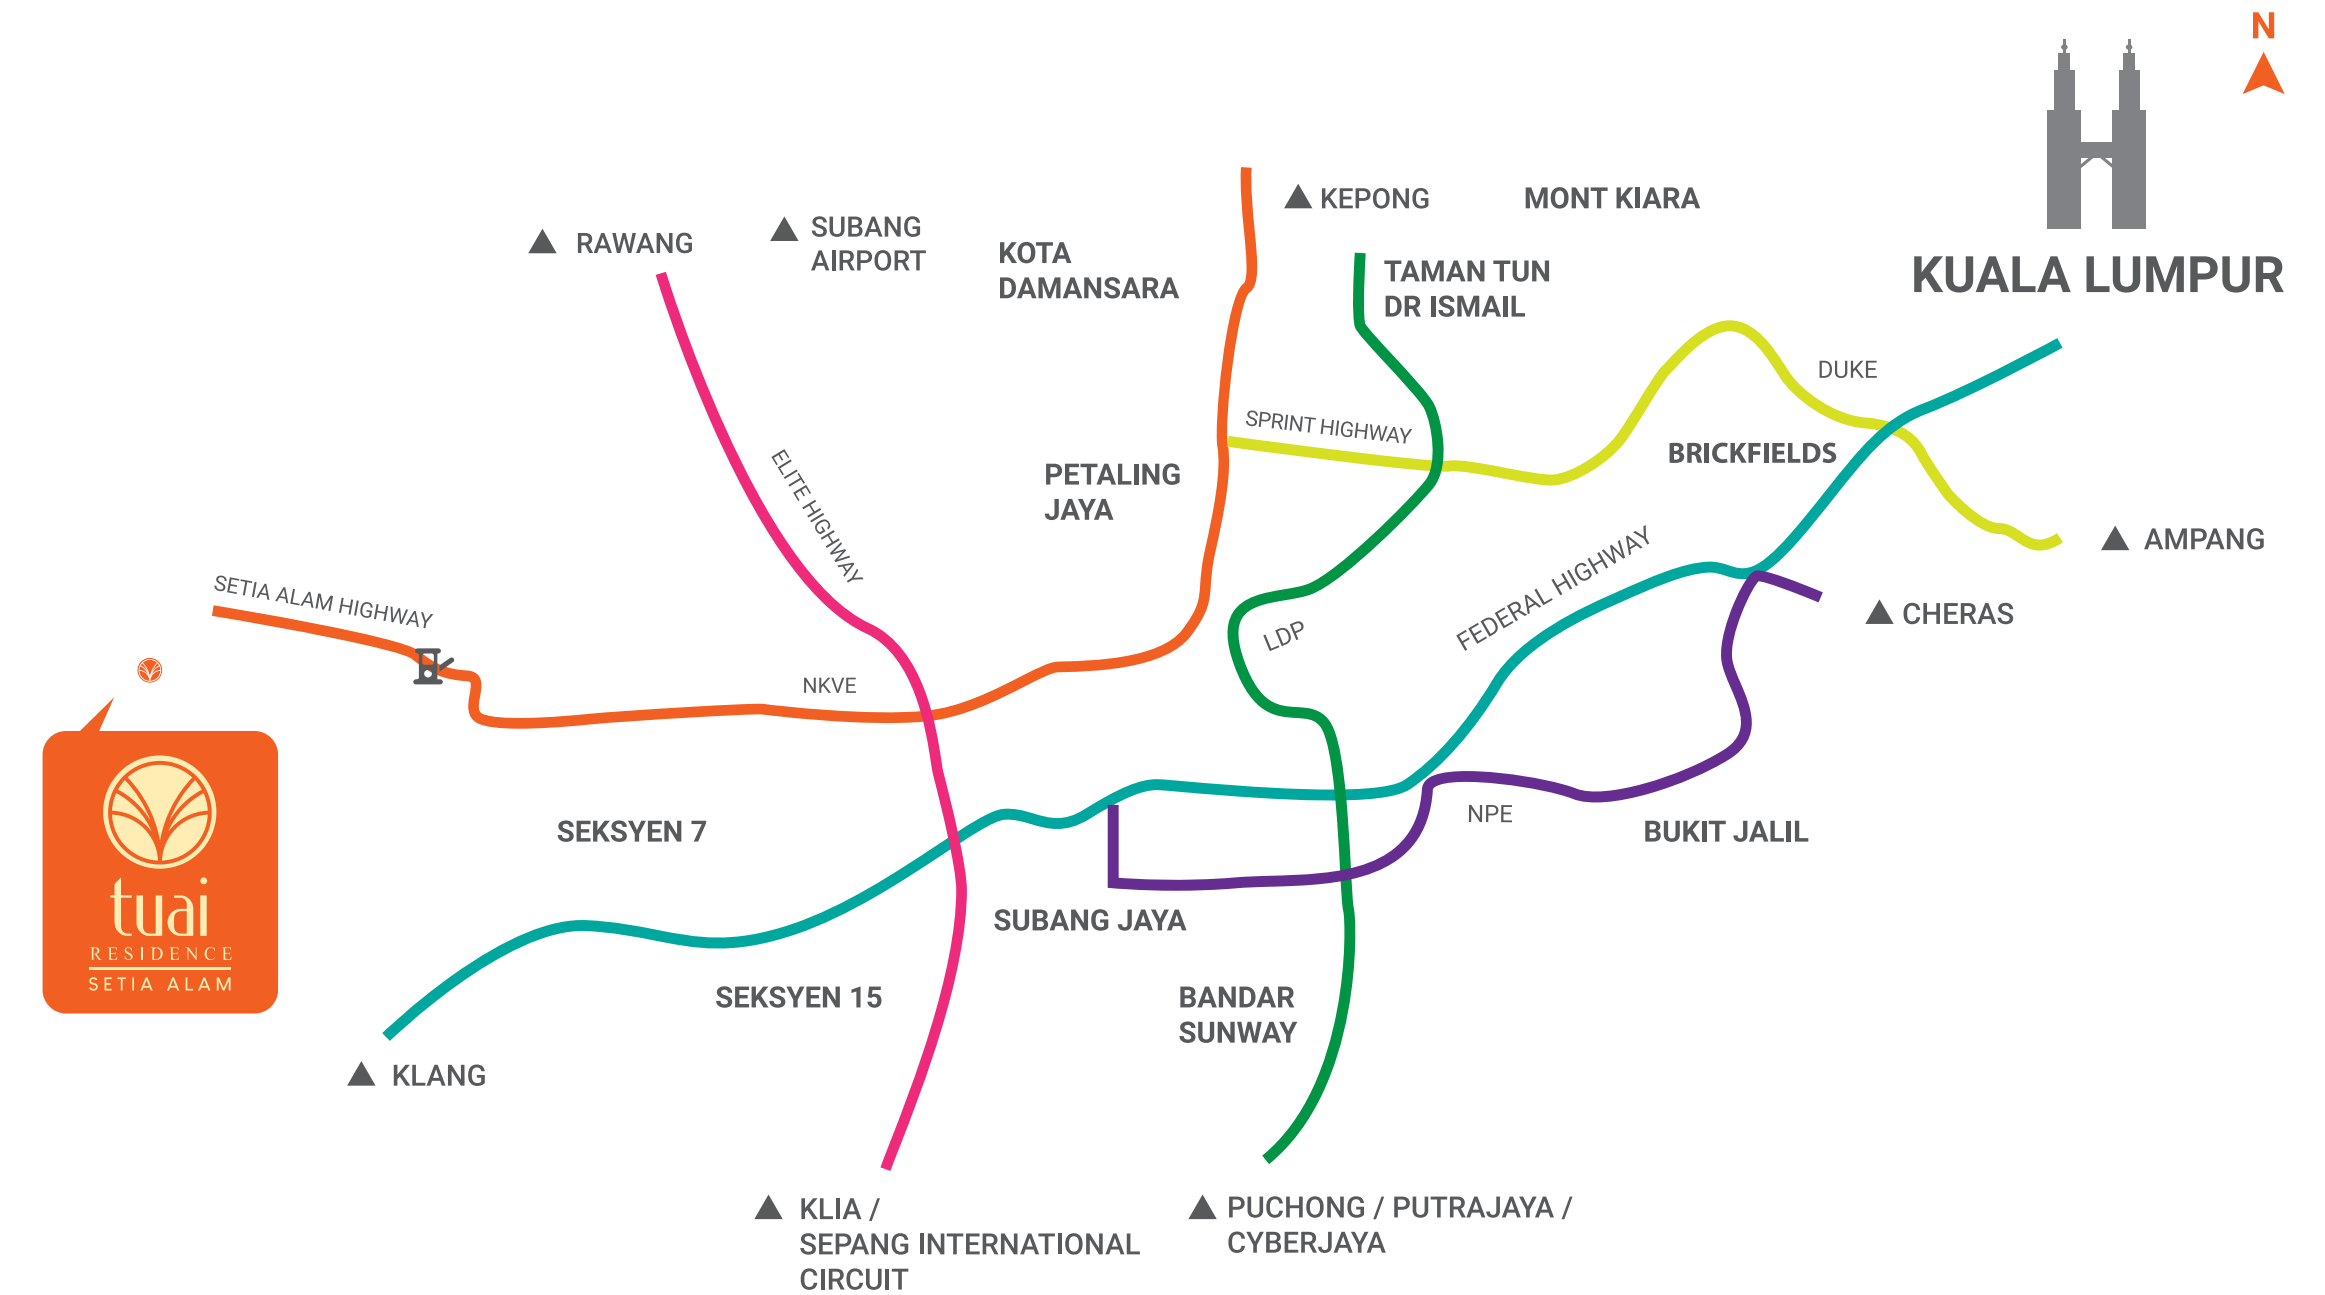 N
KEPONG
MONT KIARA
RAWANG
SUBANG
AIRPORT
KOTA
DAMANSARA
TAMAN TUN
DR ISMAIL
KUALA LUMPUR
DUKE
SPRINT HIGHWAY
BRICKFIELDS
ELITE HIGHWAY
PETALING
JAYA
AMPANG
SETIA ALAM HIGHWAY
FEDERAL HIGHWAY
CHERAS
LDP
NKVE
NPE
SEKSYEN 7
BUKIT JALIL
tuai
RESIDENCE
SETIA ALAM
SUBANG JAYA
SEKSYEN 15
BANDAR
SUNWAY
KLANG
KLIA /
SEPANG INTERNATIONAL
CIRCUIT
PUCHONG / PUTRAJAYA /
CYBERJAYA